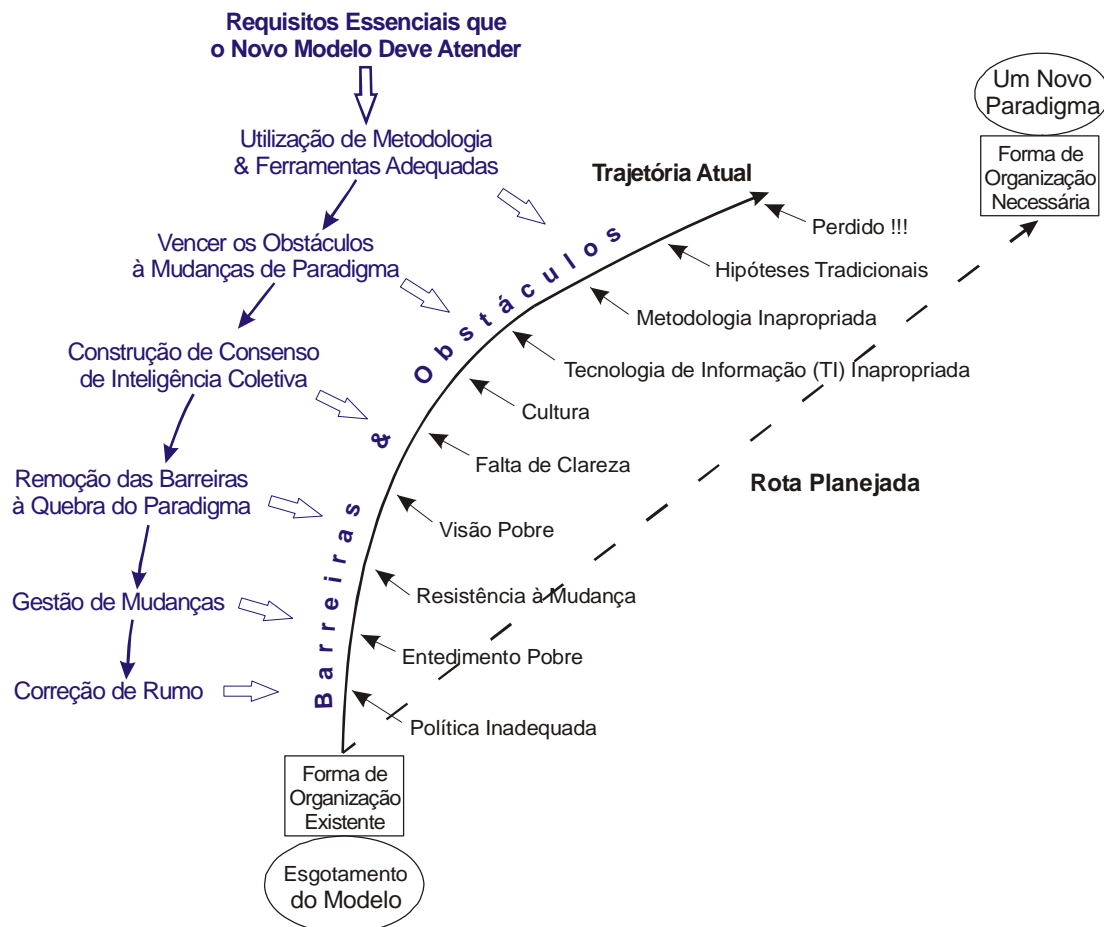 Requisitos Essenciais que
o Novo Modelo Deve Atender
Utilização de Metodologia
& Ferramentas Adequadas
Vencer os Obstáculos
à Mudanças de Paradigma
Construção de Consenso
de Inteligência Coletiva
Remoção das Barreiras
à Quebra do Paradigma
Gestão de Mudanças
Correção de Rumo
Barreiras & Obstáculos
Trajetória Atual
Perdido !!!
Hipóteses Tradicionais
Metodologia Inapropriada
Tecnologia de Informação (TI) Inapropriada
Cultura
Falta de Clareza
Visão Pobre
Resistência à Mudança
Entedimento Pobre
Política Inadequada
Rota Planejada
Um Novo
Paradigma
Forma de
Organização
Necessária
Forma de
Organização
Existente
Esgotamento
do Modelo